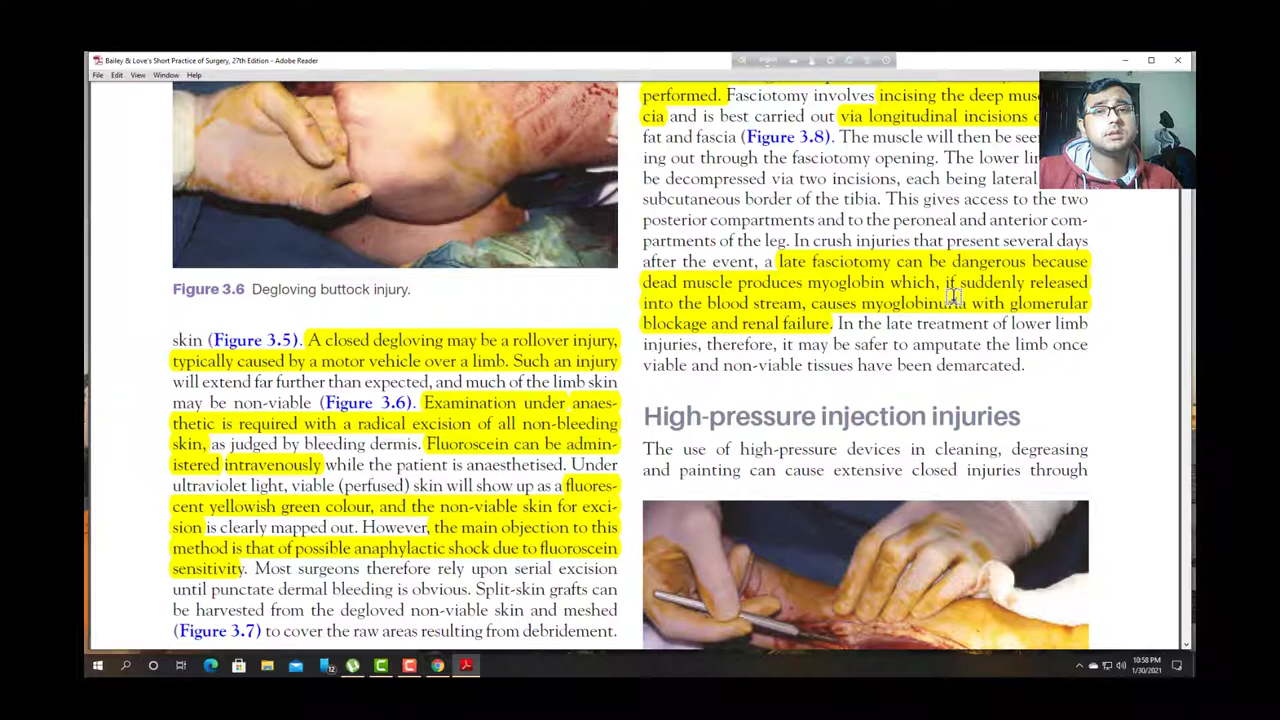 Bailey & Love's Short Practice of Surgery, 27th Edition - Adobe Reader
File Edit View Window Help
Figure 3.6 Degloving buttock injury.
skin (Figure 3.5). A closed degloving may be a rollover injury,
typically caused by a motor vehicle over a limb. Such an injury
will extend far further than expected, and much of the limb skin
may be non-viable (Figure 3.6). Examination under anaes-
thetic is required with a radical excision of all non-bleeding
skin, as judged by bleeding dermis. Fluoroscein can be admin-
istered intravenously while the patient is anaesthetised. Under
ultraviolet light, viable (perfused) skin will show up as a fluores-
cent yellowish green colour, and the non-viable skin for exci-
sion is clearly mapped out. However, the main objection to this
method is that of possible anaphylactic shock due to fluoroscein
sensitivity. Most surgeons therefore rely upon serial excision
until punctate dermal bleeding is obvious. Split-skin grafts can
be harvested from the degloved non-viable skin and meshed
(Figure 3.7) to cover the raw areas resulting from debridement.
performed. Fasciotomy involves incising the deep
cia and is best carried out via longitudinal incisions
fat and fascia (Figure 3.8). The muscle will then be
ing out through the fasciotomy opening. The lower
be decompressed via two incisions, each being lateral
subcutaneous border of the tibia. This gives access to the two
posterior compartments and to the peroneal and anterior com-
partments of the leg. In crush injuries that present several days
after the event, a late fasciotomy can be dangerous because
dead muscle produces myoglobin which, if suddenly released
into the blood stream, causes myoglobinuria with glomerular
blockage and renal failure. In the late treatment of lower limb
injuries, therefore, it may be safer to amputate the limb once
viable and non-viable tissues have been demarcated.
High-pressure injection injuries
The use of high-pressure devices in cleaning, degreasing
and painting can cause extensive closed injuries through
10:58 PM
1/30/2021